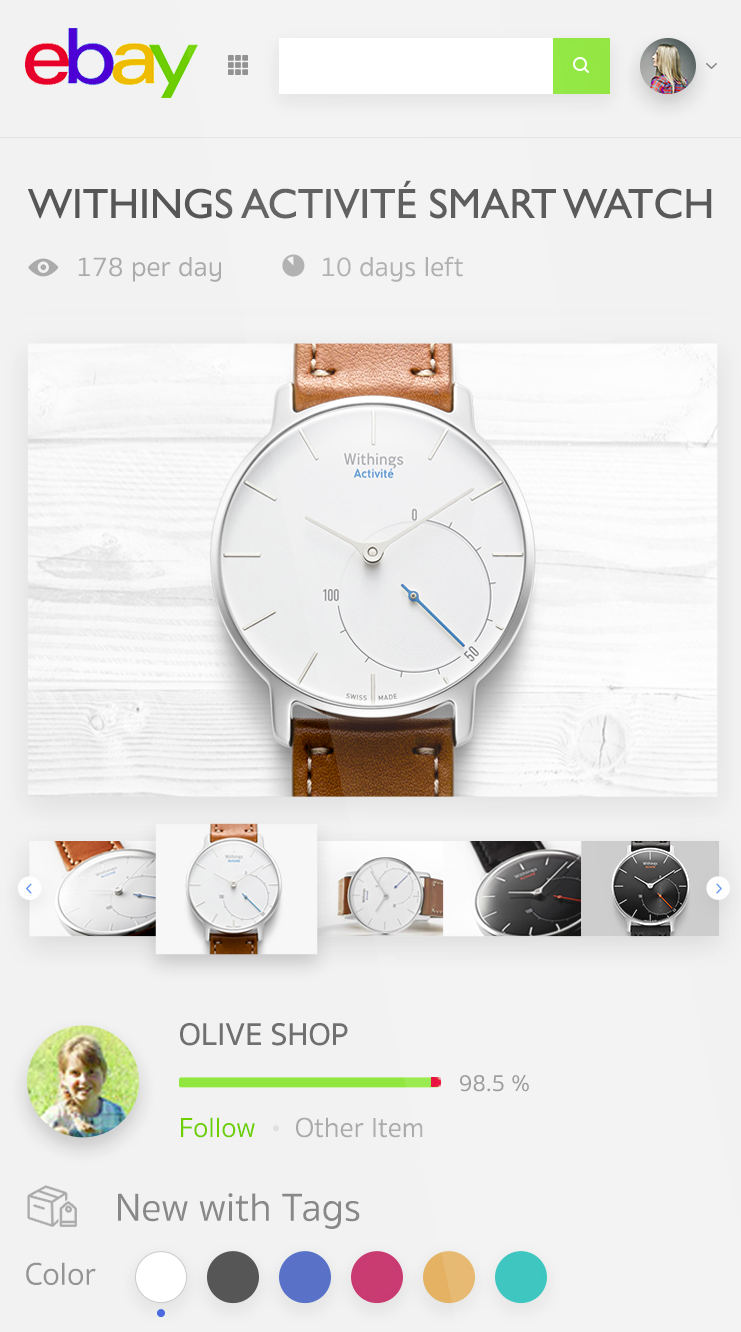 ebay
WITHINGS ACTIVITÉ SMART WATCH
178 per day
10 days left
Withings
Activité
0
100
50
SWISS MADE
OLIVE SHOP
98.5 %
Follow • Other Item
New with Tags
Color